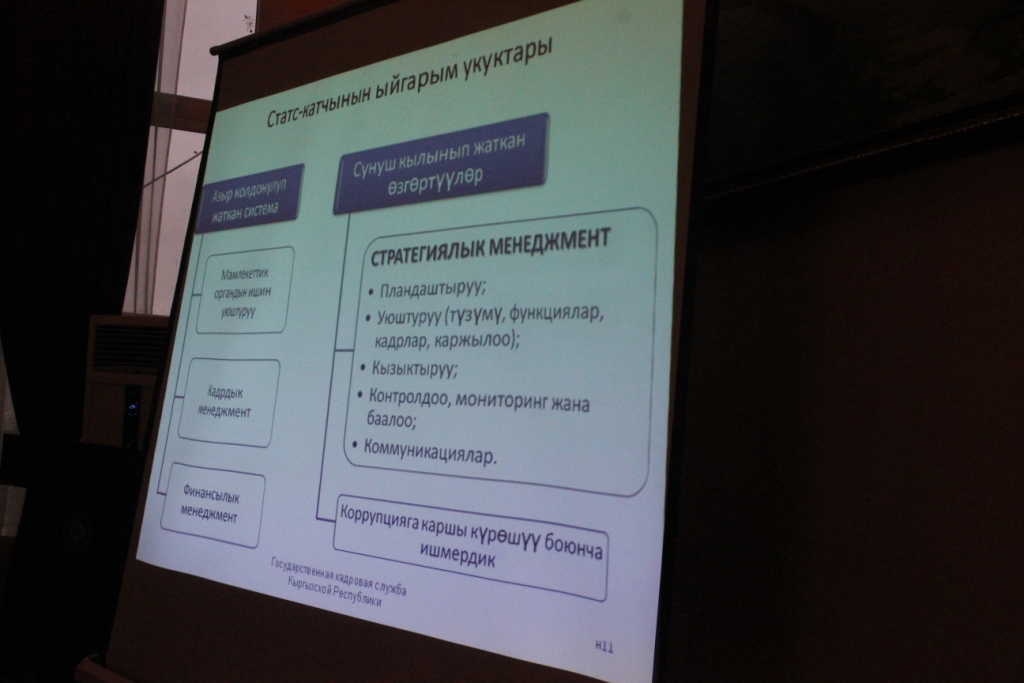 Статс-катчынын ыйгарым укуктары
Азыр колдонулуп
жаткан система
Мамлекеттик
органдын ишин
уюштуруу
Кадрдык
менеджмент
Финансылык
менеджмент
Сунуш кылынып жаткан
өзгөртүүлөр
СТРАТЕГИЯЛЫК МЕНЕДЖМЕНТ
• Пландаштыруу;
• Уюштуруу (түзүмү, функциялар,
кадрлар, каржылоо);
• Кызыктыруу;
• Контролдоо, мониторинг жана
баалоо;
• Коммуникациялар.
Коррупцияга каршы күрөшүү боюнча
ишмердик
Государственная кадровая служба
Кыргызской Республики
н11